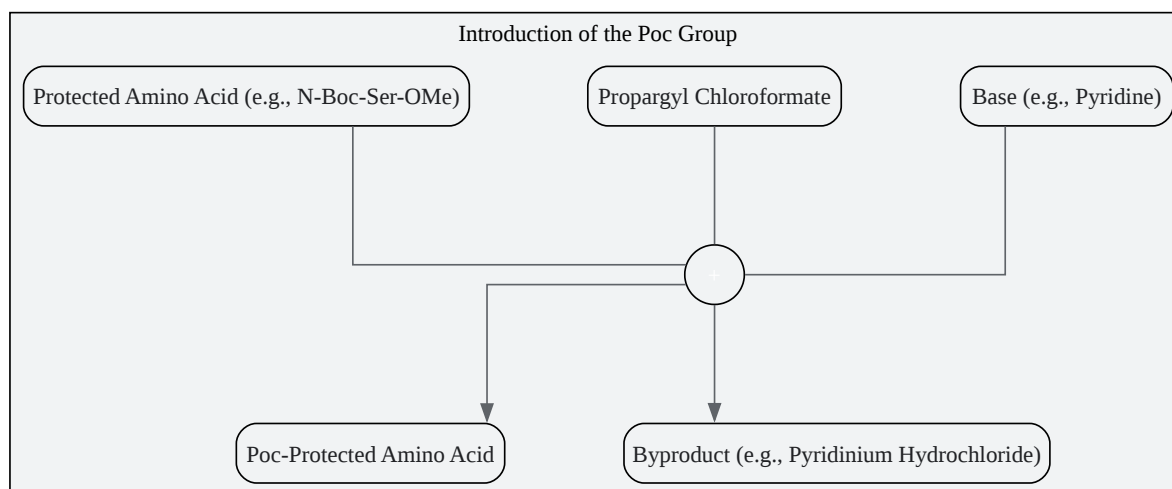 Introduction of the Poc Group
Protected Amino Acid (e.g., N-Boc-Ser-OMe)
Propargyl Chloroformate
Base (e.g., Pyridine)
+
Poc-Protected Amino Acid
Byproduct (e.g., Pyridinium Hydrochloride)